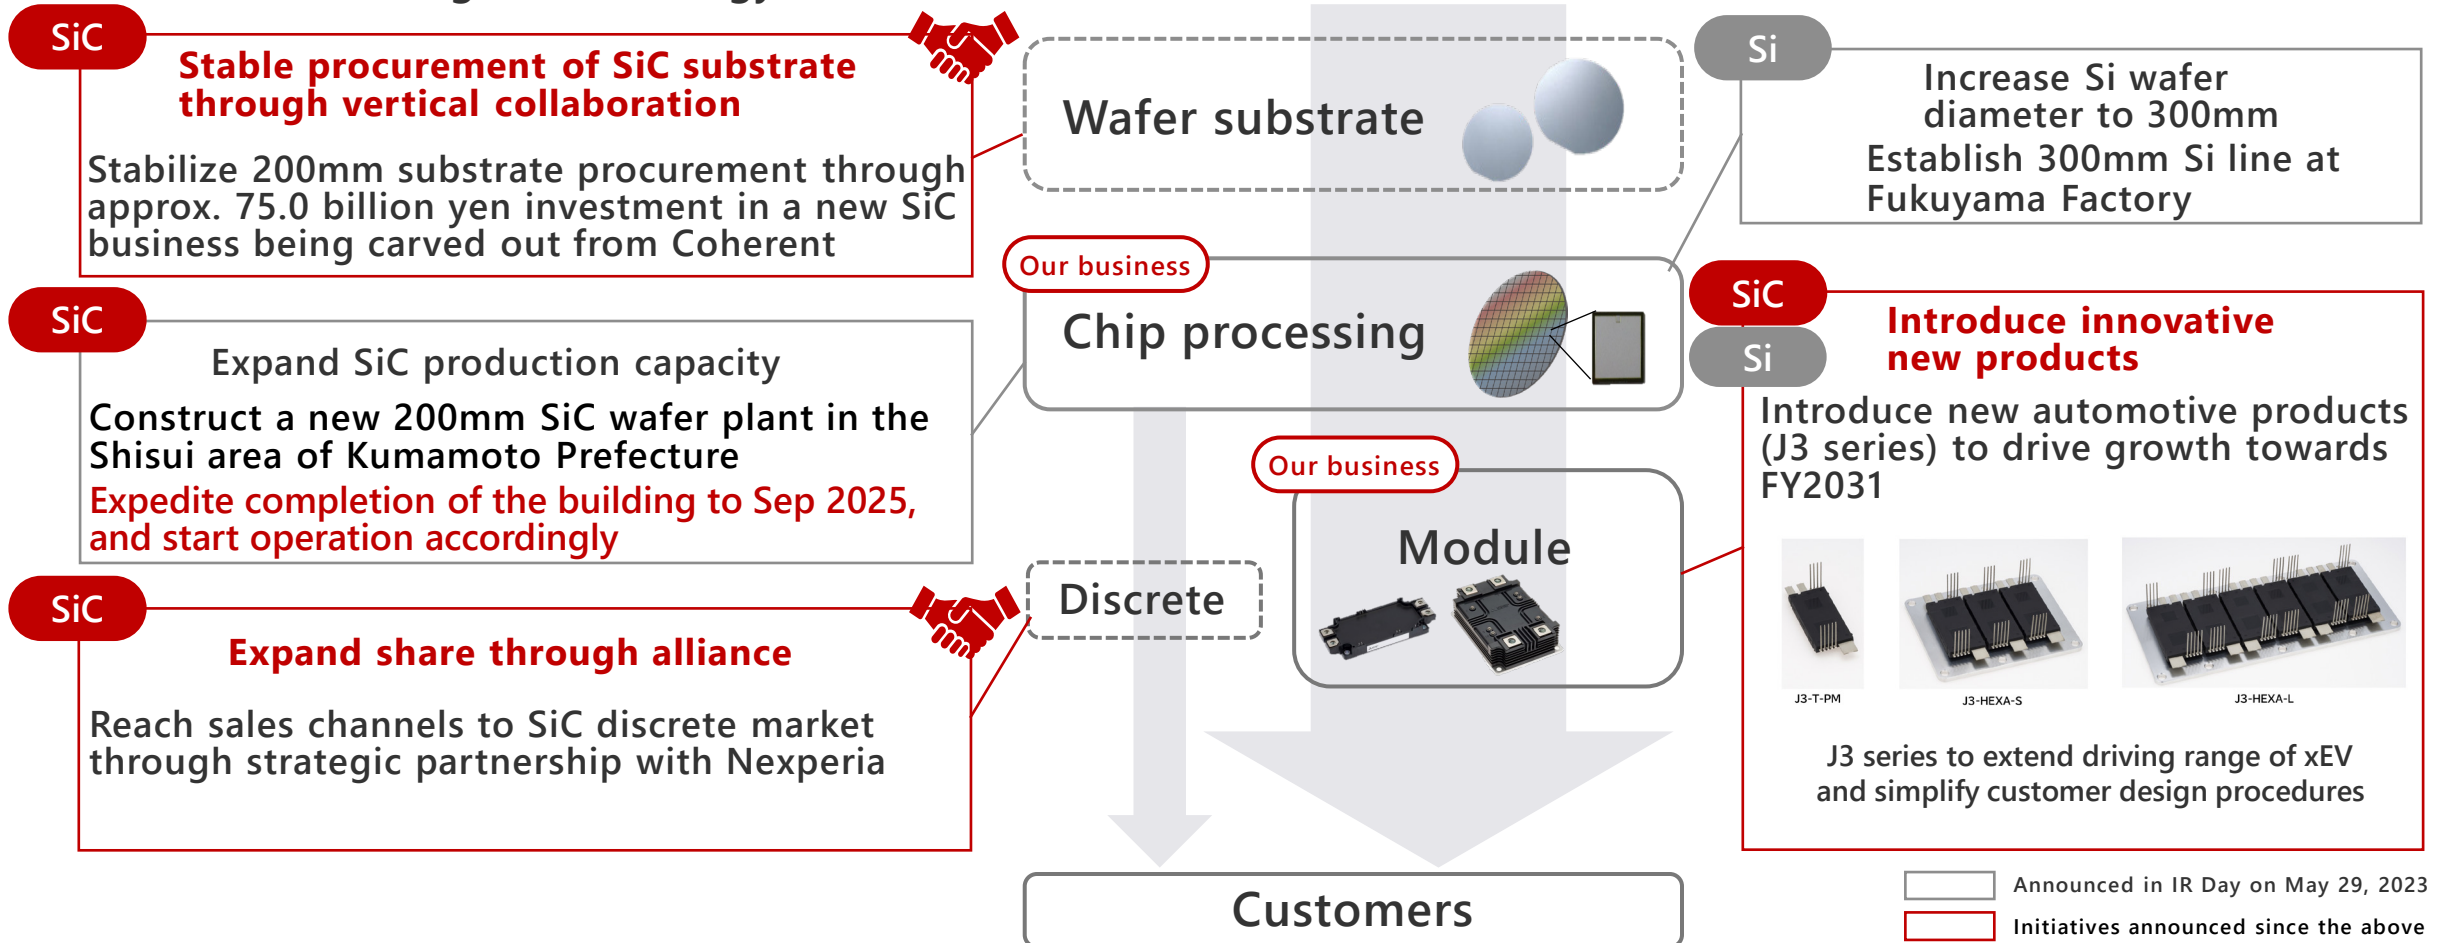 SiC
Stable procurement of SiC substrate
through vertical collaboration
Stabilize 200mm substrate procurement through
approx. 75.0 billion yen investment in a new SiC
business being carved out from Coherent
SiC
Expand SiC production capacity
Construct a new 200mm SiC wafer plant in the
Shisui area of Kumamoto Prefecture
Expedite completion of the building to Sep 2025,
and start operation accordingly
SiC
Expand share through alliance
Reach sales channels to SiC discrete market
through strategic partnership with Nexperia
Wafer substrate
Our business
Chip processing
Our business
Module
Discrete
Customers
Si
Increase Si wafer
diameter to 300mm
Establish 300mm Si line at
Fukuyama Factory
SiC
Si
Introduce innovative
new products
Introduce new automotive products
(J3 series) to drive growth towards
FY2031
J3-T-PM
J3-HEXA-S
J3-HEXA-L
J3 series to extend driving range of xEV
and simplify customer design procedures
Announced in IR Day on May 29, 2023
Initiatives announced since the above